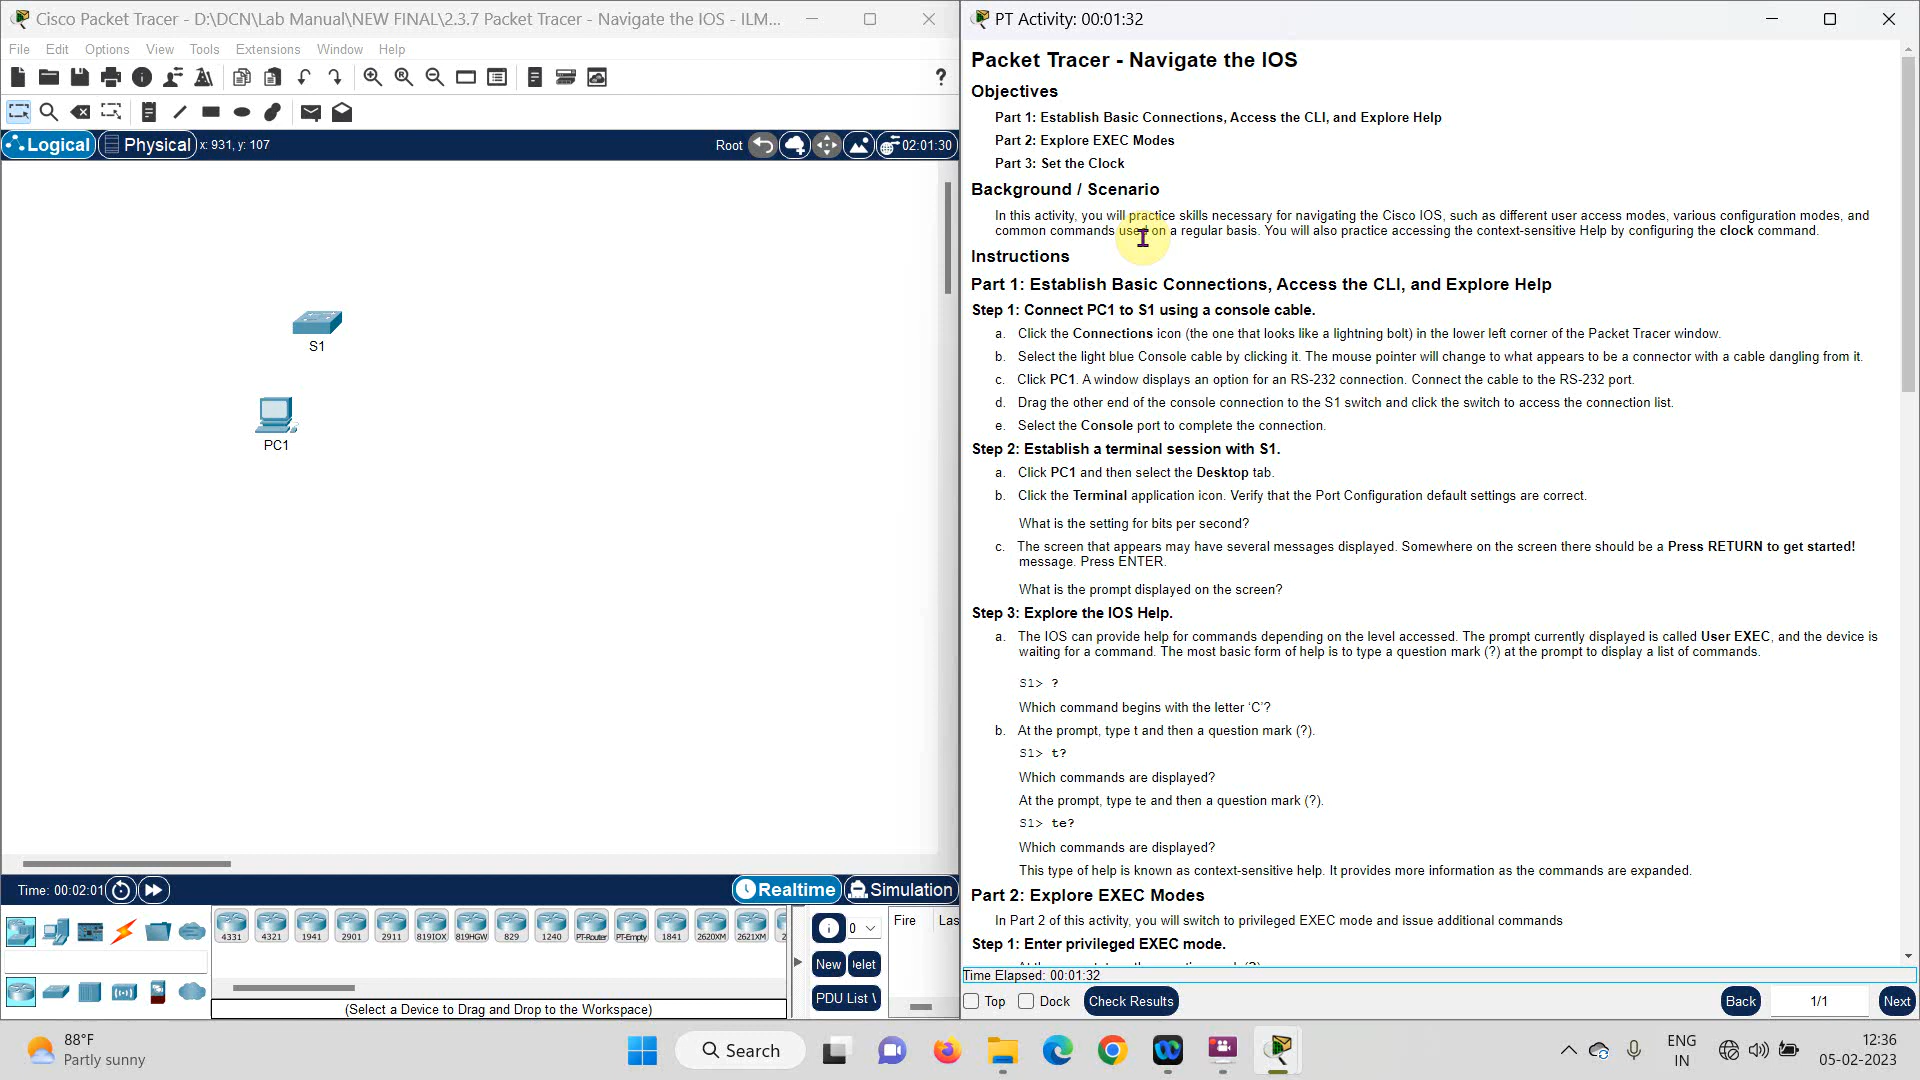 Cisco Packet Tracer - D:\DCN\Lab Manual\NEW FINAL\2.3.7 Packet Tracer - Navigate the IOS - ILM...
File Edit Options View Tools Extensions Window Help
?
Logical Physical x: 931, y: 107 Root 02:01:30
S1
PC1
Time: 00:02:01 Realtime Simulation
4331 4321 1941 2901 2911 819IOX 819HGW 829 1240 PT-Router PT-Empty 1841 2620XM 2621XM 2
(Select a Device to Drag and Drop to the Workspace)
0
New elet
PDU List \
Fire Las
PT Activity: 00:01:32
Packet Tracer - Navigate the IOS
Objectives
Part 1: Establish Basic Connections, Access the CLI, and Explore Help
Part 2: Explore EXEC Modes
Part 3: Set the Clock
Background / Scenario
In this activity, you will practice skills necessary for navigating the Cisco IOS, such as different user access modes, various configuration modes, and
common commands used on a regular basis. You will also practice accessing the context-sensitive Help by configuring the clock command.
Instructions
Part 1: Establish Basic Connections, Access the CLI, and Explore Help
Step 1: Connect PC1 to S1 using a console cable.
a. Click the Connections icon (the one that looks like a lightning bolt) in the lower left corner of the Packet Tracer window.
b. Select the light blue Console cable by clicking it. The mouse pointer will change to what appears to be a connector with a cable dangling from it.
c. Click PC1. A window displays an option for an RS-232 connection. Connect the cable to the RS-232 port.
d. Drag the other end of the console connection to the S1 switch and click the switch to access the connection list.
e. Select the Console port to complete the connection.
Step 2: Establish a terminal session with S1.
a. Click PC1 and then select the Desktop tab.
b. Click the Terminal application icon. Verify that the Port Configuration default settings are correct.
What is the setting for bits per second?
c. The screen that appears may have several messages displayed. Somewhere on the screen there should be a Press RETURN to get started!
message. Press ENTER.
What is the prompt displayed on the screen?
Step 3: Explore the IOS Help.
a. The IOS can provide help for commands depending on the level accessed. The prompt currently displayed is called User EXEC, and the device is
waiting for a command. The most basic form of help is to type a question mark (?) at the prompt to display a list of commands.
S1> ?
Which command begins with the letter ‘C’?
b. At the prompt, type t and then a question mark (?).
S1> t?
Which commands are displayed?
At the prompt, type te and then a question mark (?).
S1> te?
Which commands are displayed?
This type of help is known as context-sensitive help. It provides more information as the commands are expanded.
Part 2: Explore EXEC Modes
In Part 2 of this activity, you will switch to privileged EXEC mode and issue additional commands
Step 1: Enter privileged EXEC mode.
Time Elapsed: 00:01:32
Top Dock Check Results Back 1/1 Next
88°F
Partly sunny
Search
ENG
IN
12:36
05-02-2023